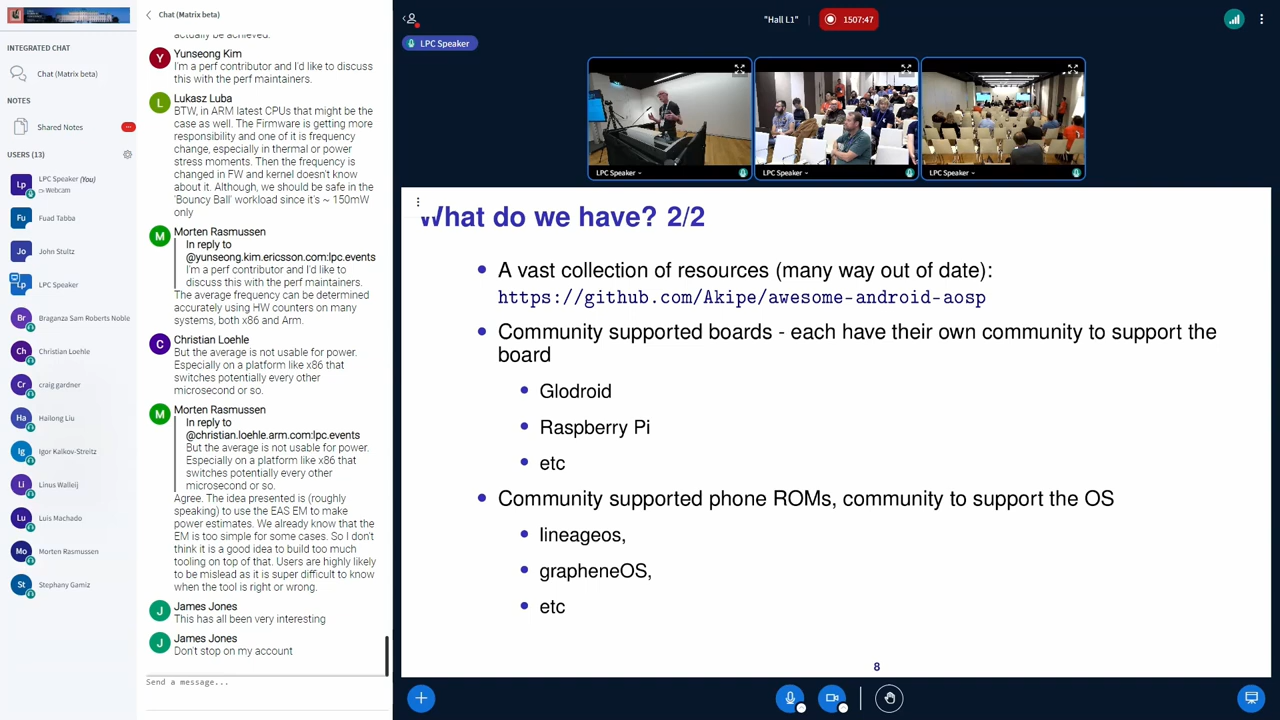 Chat (Matrix beta)
"Hall L1"
1507:47
LPC Speaker
INTEGRATED CHAT
Chat (Matrix beta)
NOTES
Shared Notes
USERS (13)
Lp
LPC Speaker (You)
Webcam
Fu
Fuad Tabba
Jo
John Stultz
Lp
LPC Speaker
Br
Braganza Sam Roberts Noble
Ch
Christian Loehle
Cr
craig gardner
Ha
Hailong Liu
Ig
Igor Kalkov-Streitz
Li
Linus Walleij
Lu
Luis Machado
Mo
Morten Rasmussen
St
Stephany Gamiz
actually be achieved.
Y
Yunseong Kim
I'm a perf contributor and I'd like to discuss
this with the perf maintainers.
L
Lukasz Luba
BTW, in ARM latest CPUs that might be the
case as well. The Firmware is getting more
responsibility and one of it is frequency
change, especially in thermal or power
stress moments. Then the frequency is
changed in FW and kernel doesn't know
about it. Although, we should be safe in the
'Bouncy Ball' workload since it's ~ 150mW
only
M
Morten Rasmussen
In reply to
@yunseong.kim.ericsson.com:lpc.events
I'm a perf contributor and I'd like to
discuss this with the perf maintainers.
The average frequency can be determined
accurately using HW counters on many
systems, both x86 and Arm.
C
Christian Loehle
But the average is not usable for power.
Especially on a platform like x86 that
switches potentially every other
microsecond or so.
M
Morten Rasmussen
In reply to
@christian.loehle.arm.com:lpc.events
But the average is not usable for power.
Especially on a platform like x86 that
switches potentially every other
microsecond or so.
Agree. The idea presented is (roughly
speaking) to use the EAS EM to make
power estimates. We already know that the
EM is too simple for some cases. So I don't
think it is a good idea to build too much
tooling on top of that. Users are highly likely
to be mislead as it is super difficult to know
when the tool is right or wrong.
J
James Jones
This has all been very interesting
J
James Jones
Don't stop on my account
Send a message...
LPC Speaker
LPC Speaker
LPC Speaker
What do we have? 2/2
A vast collection of resources (many way out of date):
https://github.com/Akipe/awesome-android-aosp
Community supported boards - each have their own community to support the
board
Glodroid
Raspberry Pi
etc
Community supported phone ROMs, community to support the OS
lineageos,
grapheneOS,
etc
8